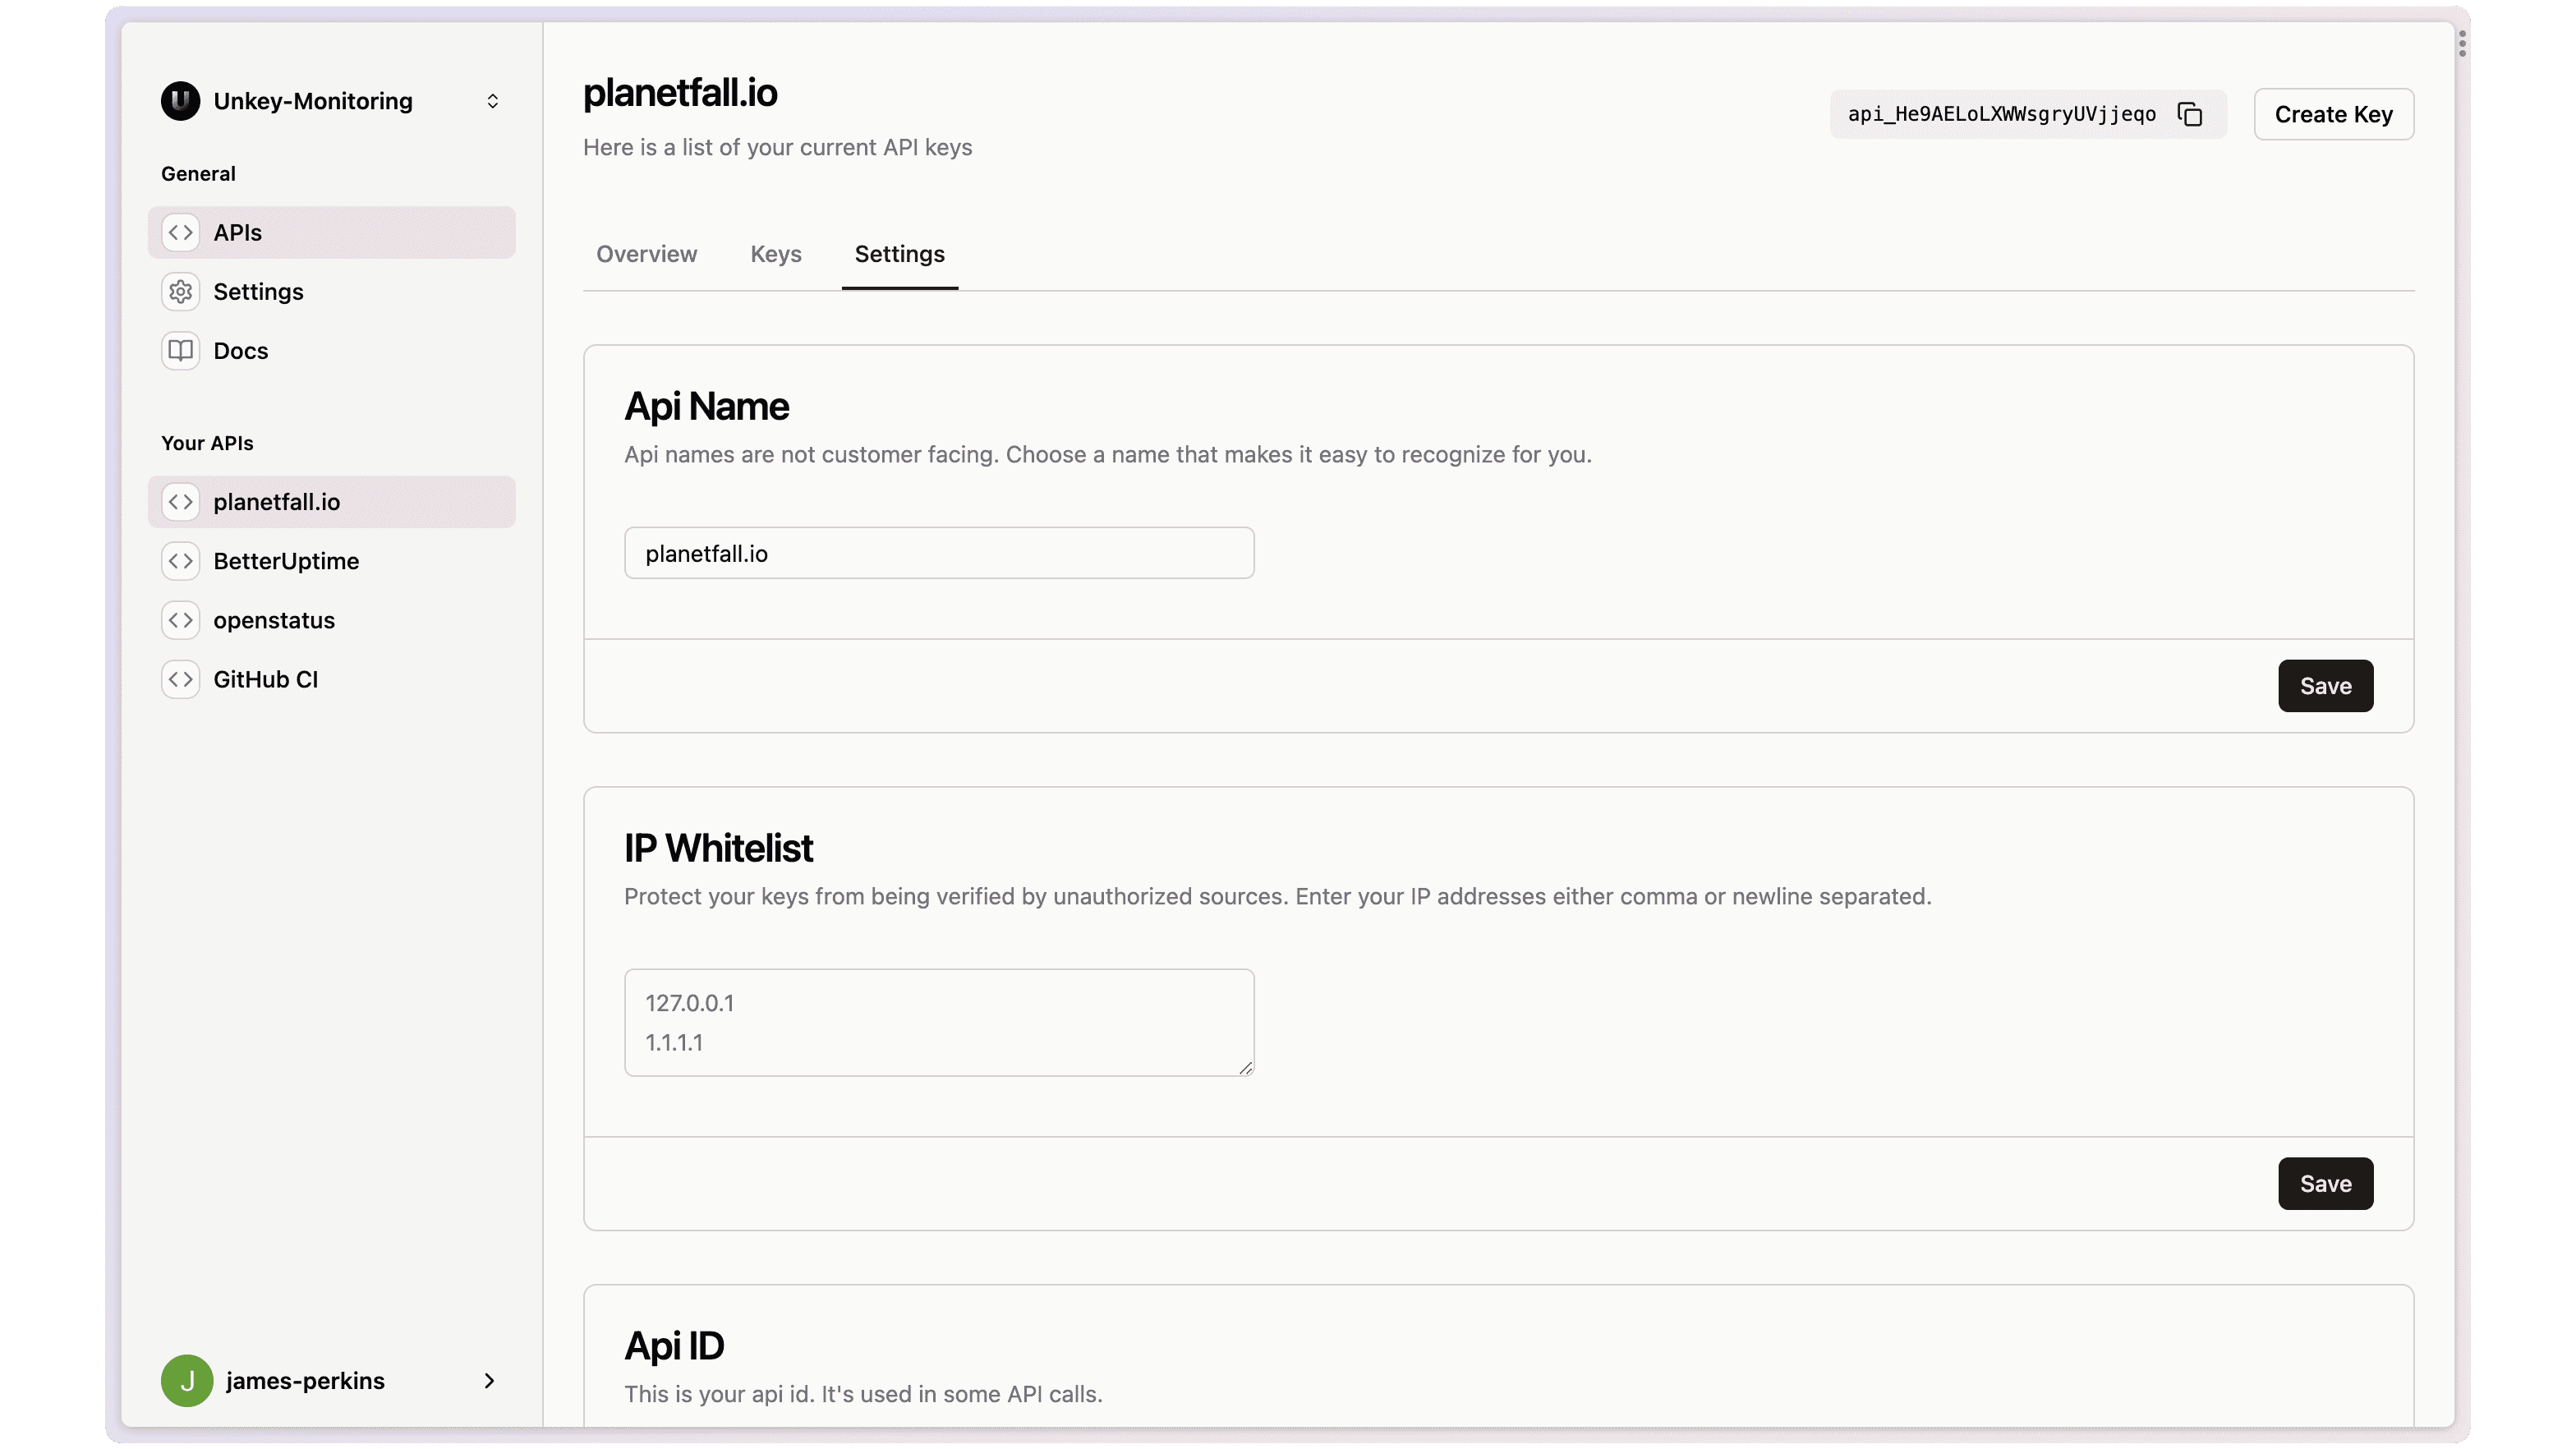 U Unkey-Monitoring
General
APIs
Settings
Docs
Your APIs
planetfall.io
BetterUptime
openstatus
GitHub CI
J james-perkins
planetfall.io
Here is a list of your current API keys
api_He9AELoLXWWsgryUVjjeqo
Create Key
Overview Keys Settings
Api Name
Api names are not customer facing. Choose a name that makes it easy to recognize for you.
planetfall.io
Save
IP Whitelist
Protect your keys from being verified by unauthorized sources. Enter your IP addresses either comma or newline separated.
127.0.0.1
1.1.1.1
Save
Api ID
This is your api id. It's used in some API calls.